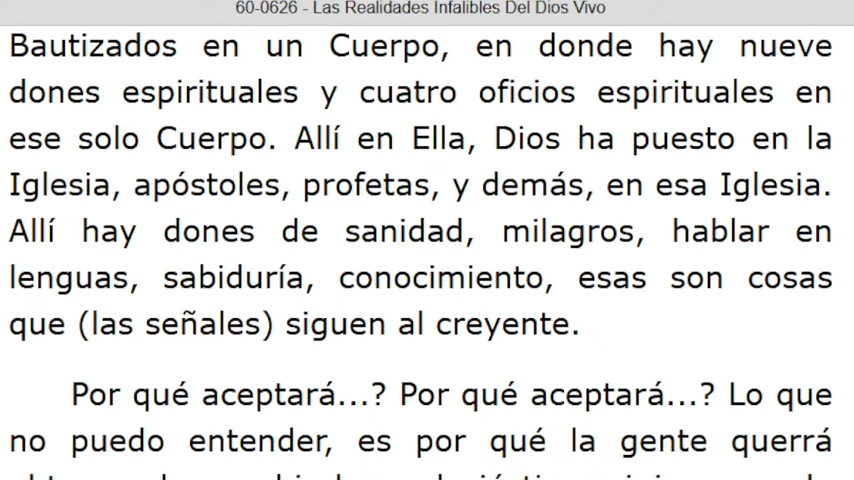 60-0626 - Las Realidades Infalibles Del Dios Vivo
Bautizados en un Cuerpo, en donde hay nueve
dones espirituales y cuatro oficios espirituales en
ese solo Cuerpo. Allí en Ella, Dios ha puesto en la
Iglesia, apóstoles, profetas, y demás, en esa Iglesia.
Allí hay dones de sanidad, milagros, hablar en
lenguas, sabiduría, conocimiento, esas son cosas
que (las señales) siguen al creyente.
Por qué aceptará...? Por qué aceptará...? Lo que
no puedo entender, es por qué la gente querrá